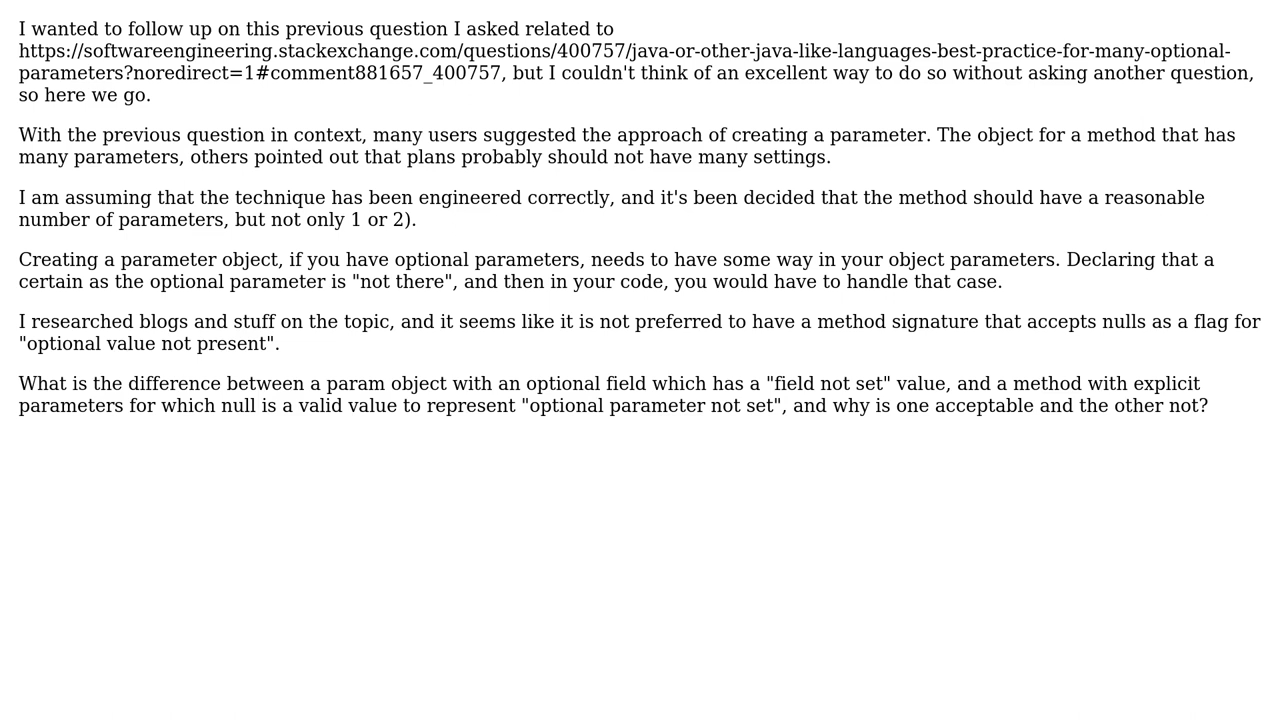 I wanted to follow up on this previous question I asked related to
https://softwareengineering.stackexchange.com/questions/400757/java-or-other-java-like-languages-best-practice-for-many-optional-
parameters?noredirect=1#comment881657_400757, but I couldn't think of an excellent way to do so without asking another question,
so here we go.
With the previous question in context, many users suggested the approach of creating a parameter. The object for a method that has
many parameters, others pointed out that plans probably should not have many settings.
I am assuming that the technique has been engineered correctly, and it's been decided that the method should have a reasonable
number of parameters, but not only 1 or 2).
Creating a parameter object, if you have optional parameters, needs to have some way in your object parameters. Declaring that a
certain as the optional parameter is "not there", and then in your code, you would have to handle that case.
I researched blogs and stuff on the topic, and it seems like it is not preferred to have a method signature that accepts nulls as a flag for
"optional value not present".
What is the difference between a param object with an optional field which has a "field not set" value, and a method with explicit
parameters for which null is a valid value to represent "optional parameter not set", and why is one acceptable and the other not?